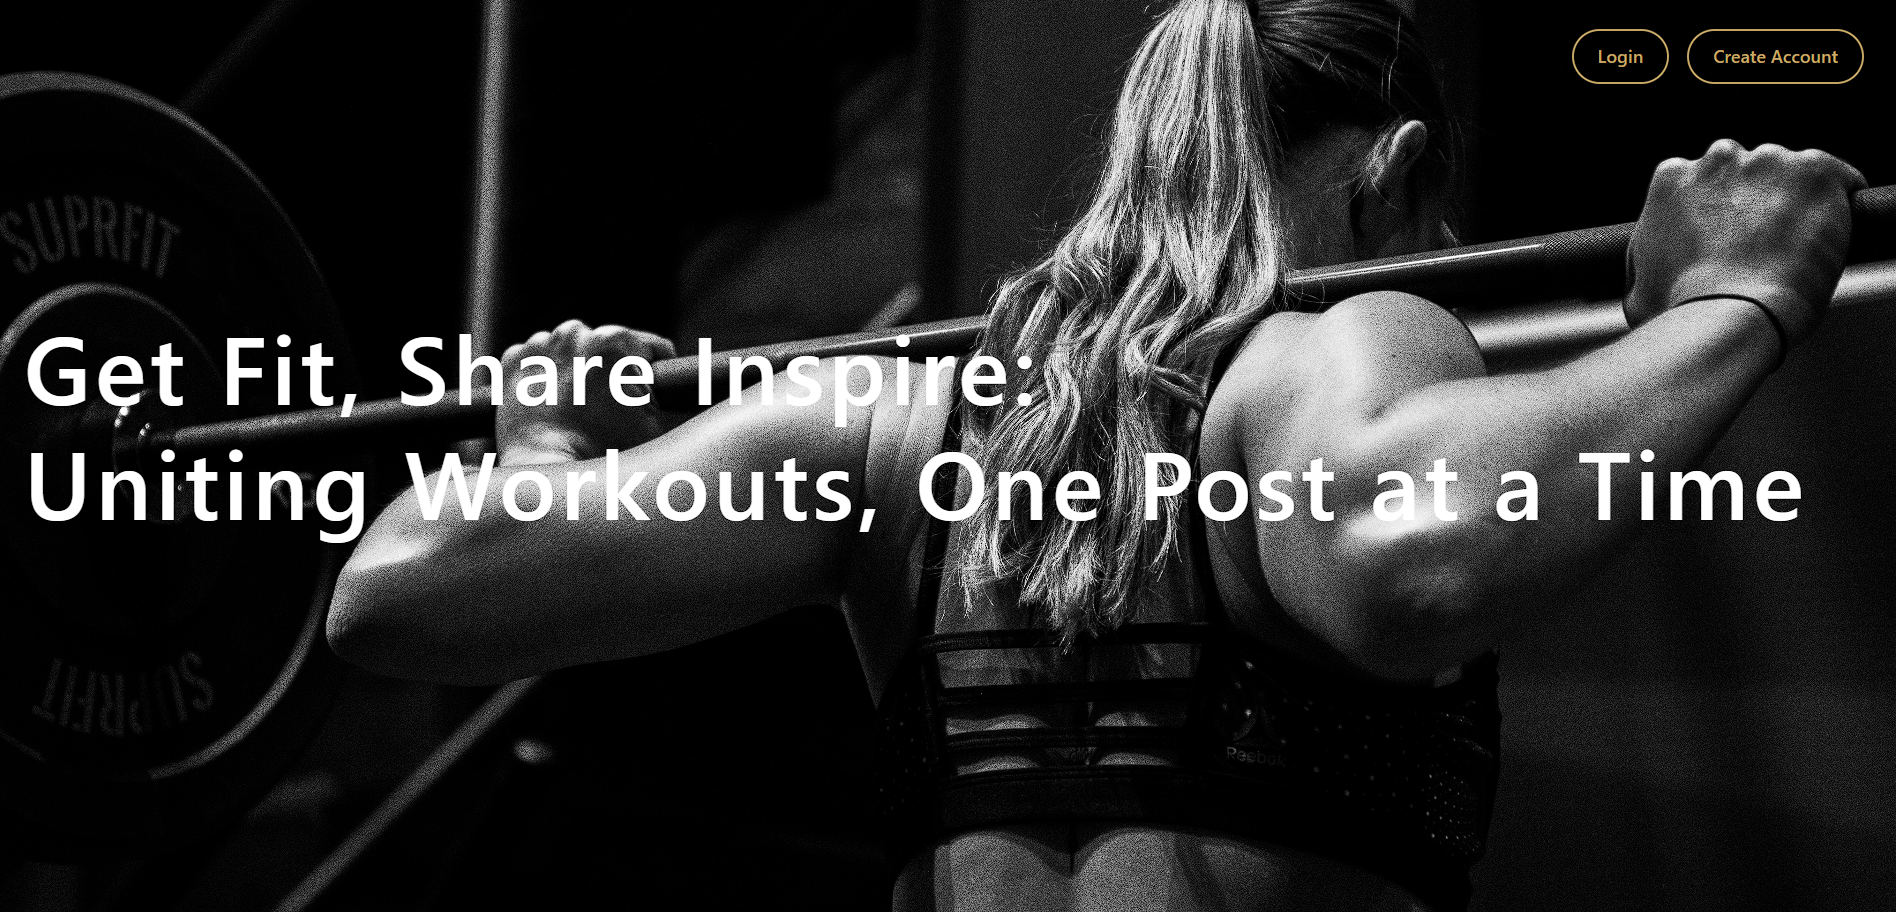 Login
Create Account
SUPRFIT
Get Fit, Share Inspire:
Uniting Workouts, One Post at a Time
SUPRFIT
Reebok